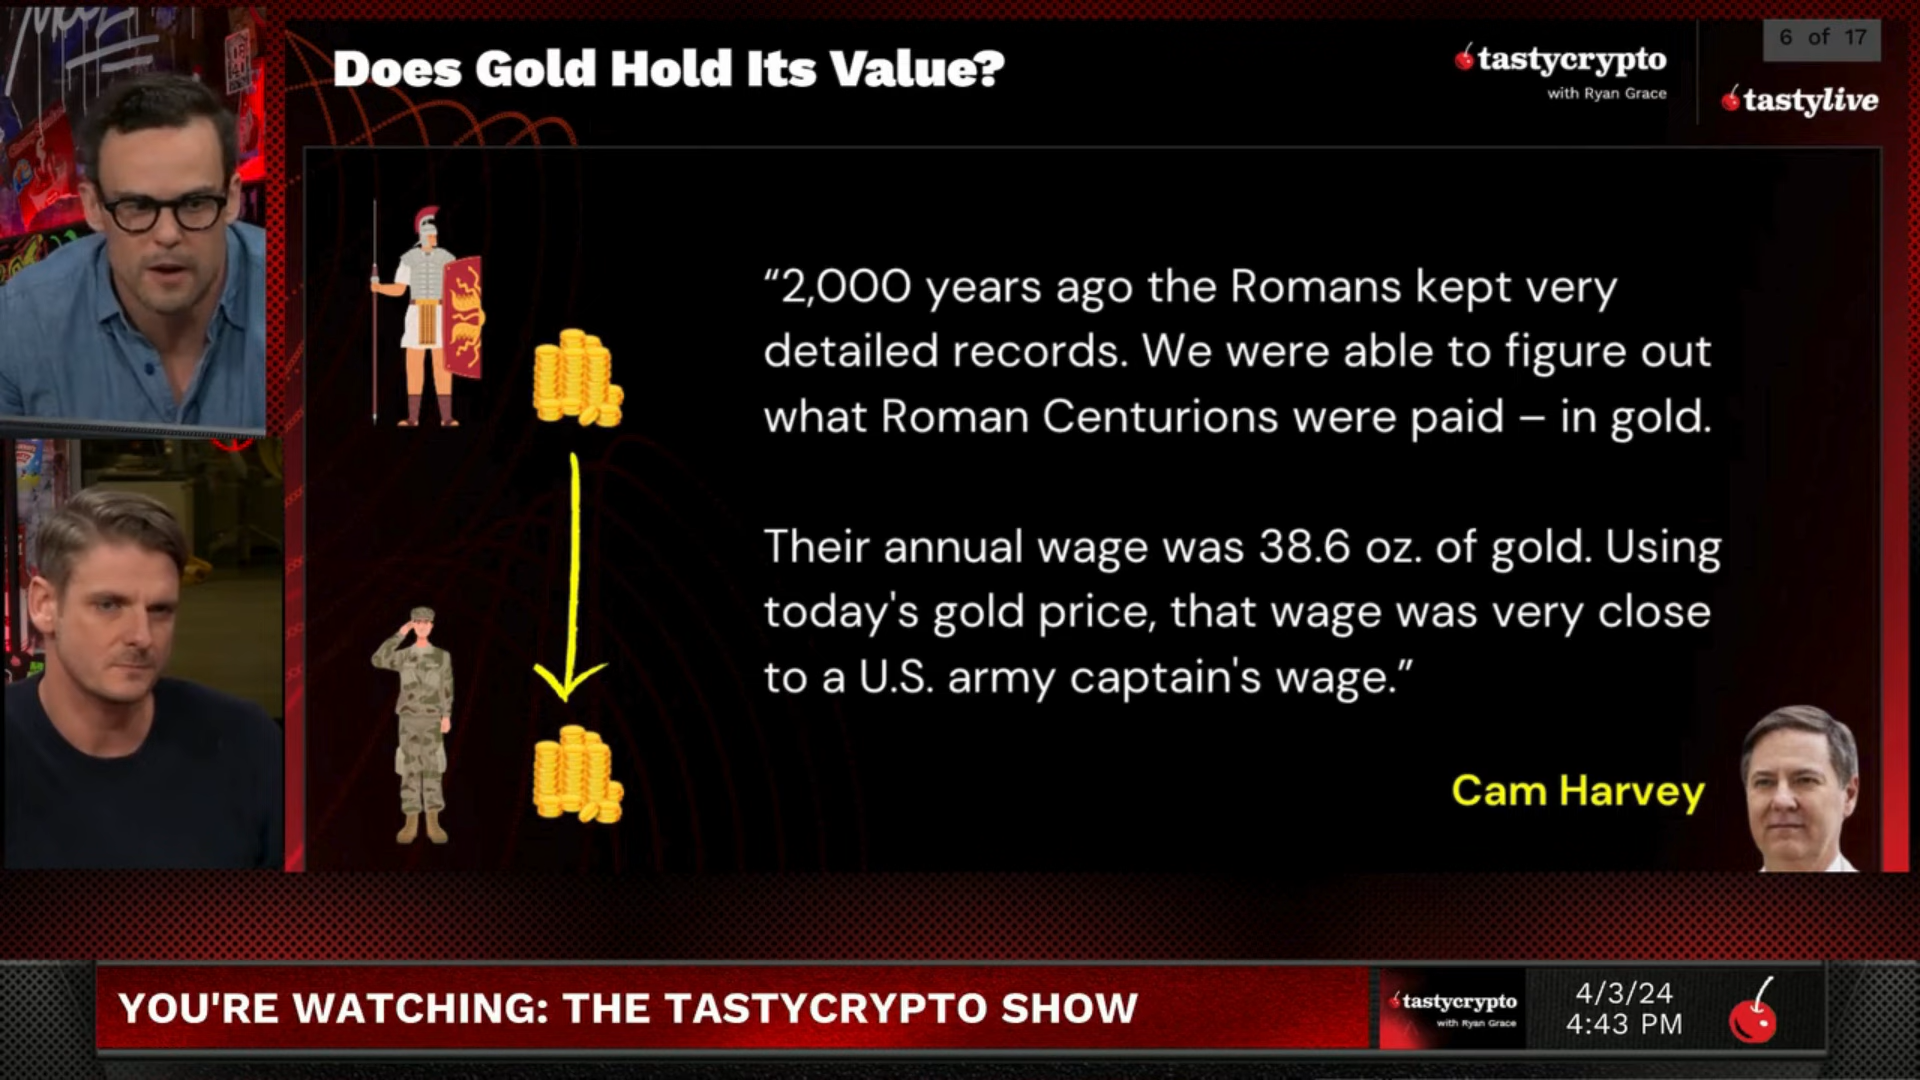 Does Gold Hold Its Value?
tastycrypto
with Ryan Grace
6 of 17
tastylive
“2,000 years ago the Romans kept very
detailed records. We were able to figure out
what Roman Centurions were paid – in gold.
Their annual wage was 38.6 oz. of gold. Using
today's gold price, that wage was very close
to a U.S. army captain's wage.”
Cam Harvey
YOU'RE WATCHING: THE TASTYCRYPTO SHOW
tastycrypto
with Ryan Grace
4/3/24
4:43 PM